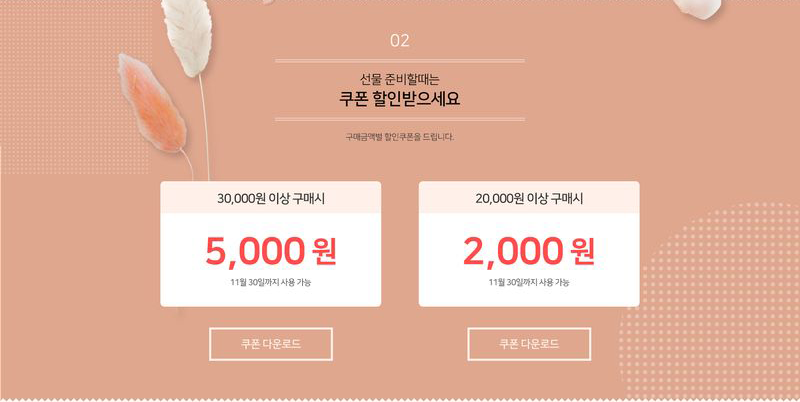 02
선물 준비할때는
쿠폰 할인받으세요
구매금액별 할인쿠폰을 드립니다.
30,000원 이상 구매시
5,000 원
11월 30일까지 사용 가능
쿠폰 다운로드
20,000원 이상 구매시
2,000 원
11월 30일까지 사용 가능
쿠폰 다운로드